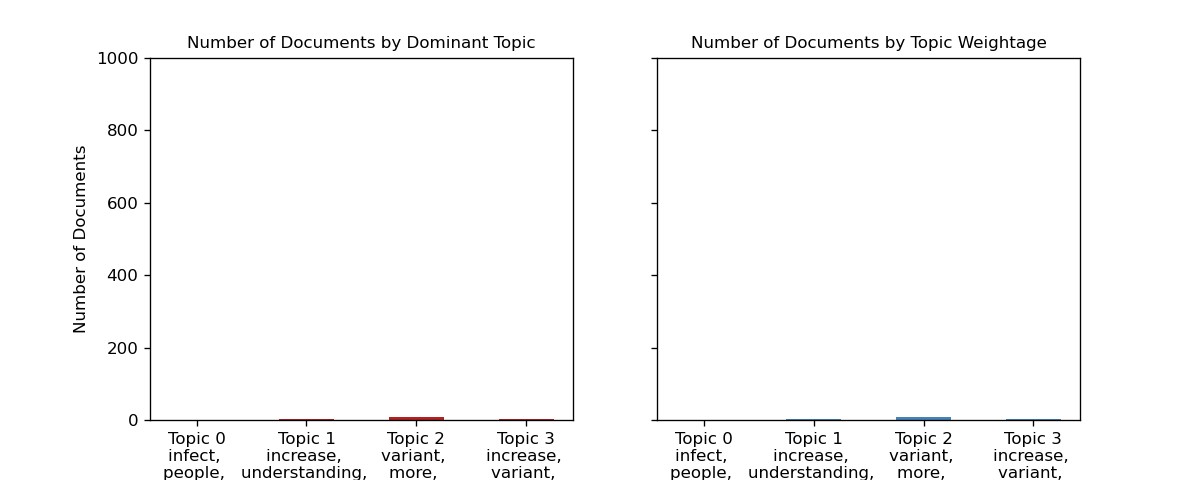 Number of Documents by Dominant Topic
Number of Documents
1000
800
600
400
200
0
Topic 0
infect,
people,
Topic 1
increase,
understanding,
Topic 2
variant,
more,
Topic 3
increase,
variant,
Number of Documents by Topic Weightage
Topic 0
infect,
people,
Topic 1
increase,
understanding,
Topic 2
variant,
more,
Topic 3
increase,
variant,